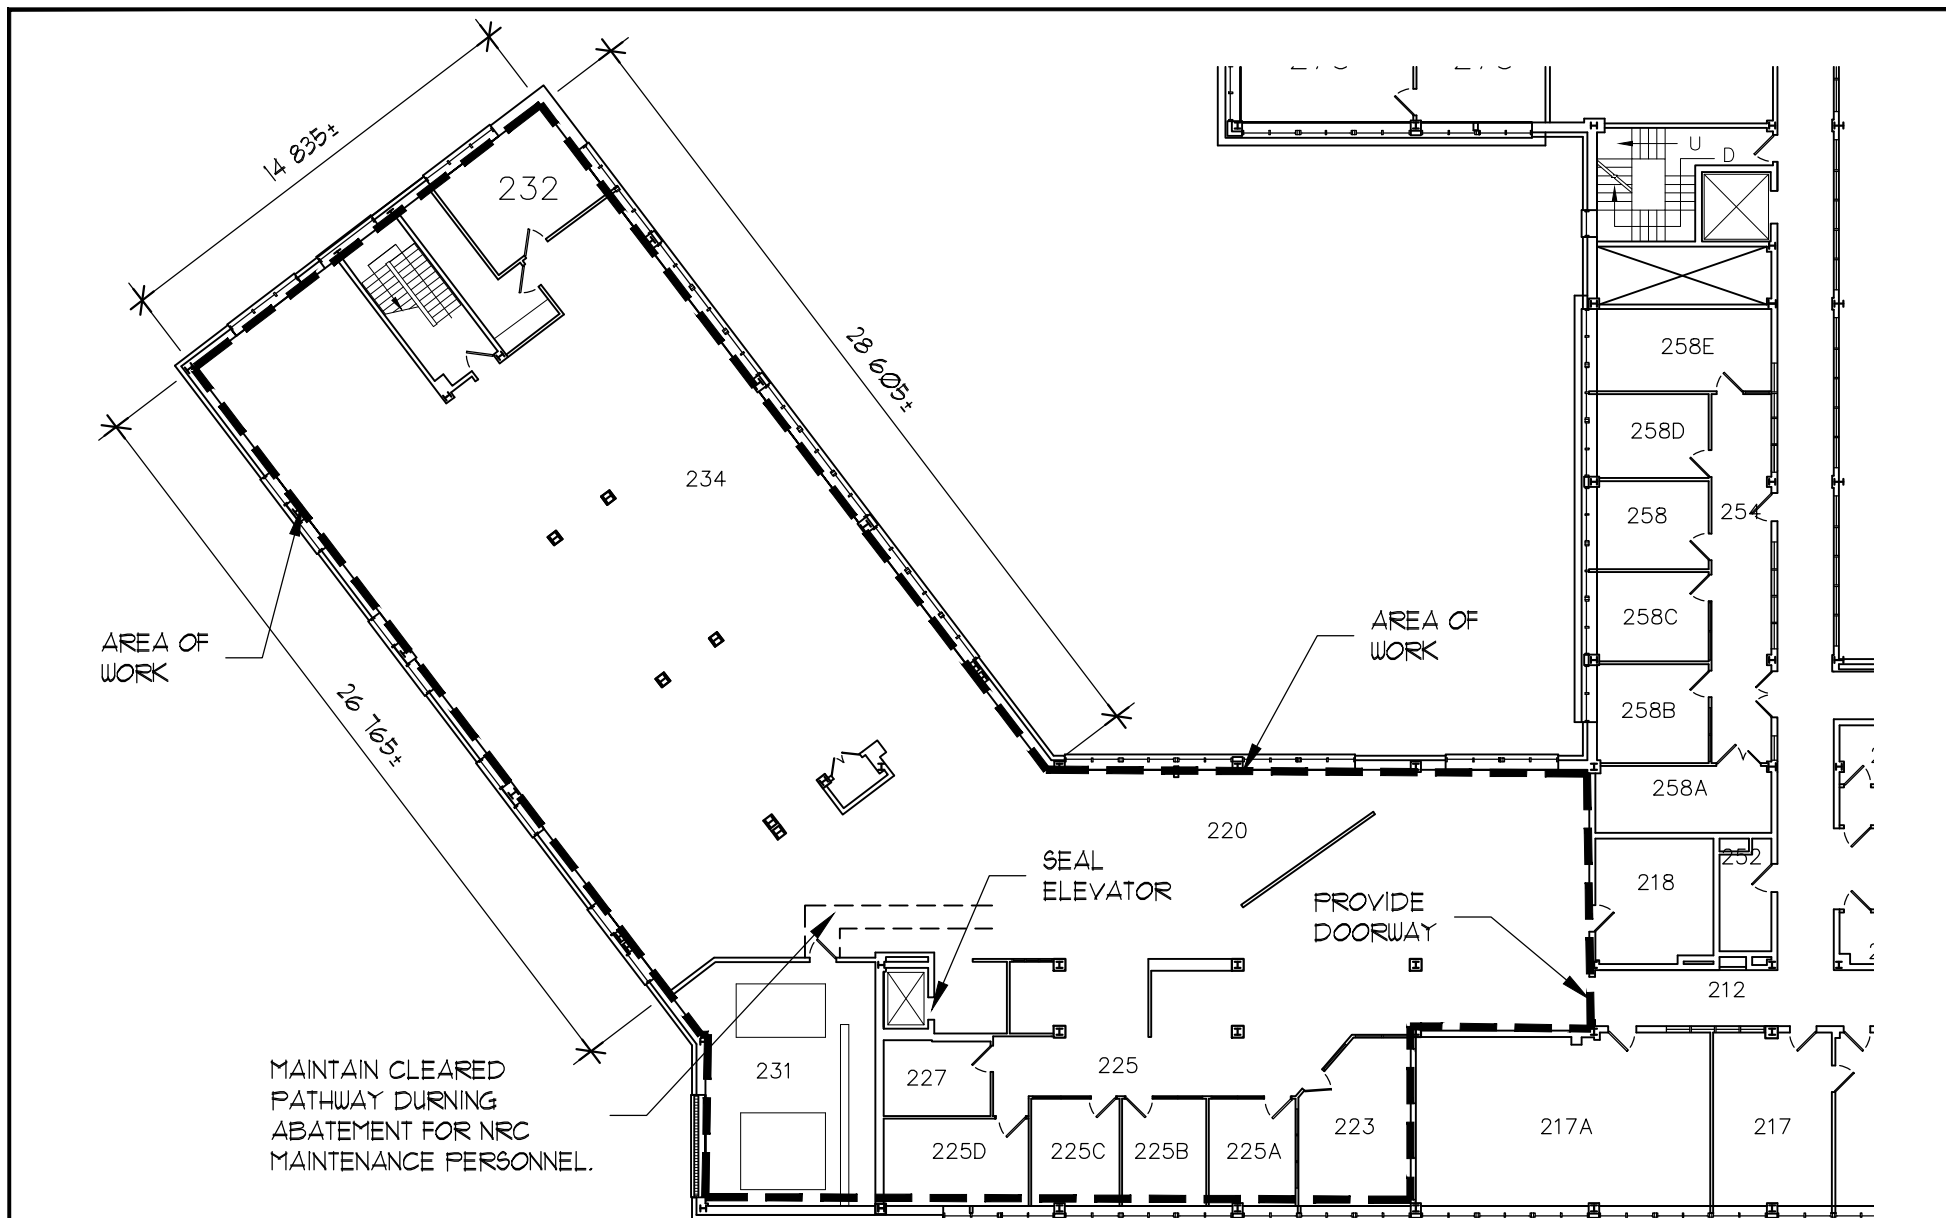 14 835±
232
U
D
28 605±
258E
258D
234
258
254
258C
AREA OF
WORK
AREA OF
WORK
26 765±
258B
258A
220
252
218
SEAL
ELEVATOR
PROVIDE
DOORWAY
212
MAINTAIN CLEARED
PATHWAY DURNING
ABATEMENT FOR NRC
MAINTENANCE PERSONNEL.
231
227
225
223
217A
217
225D
225C
225B
225A